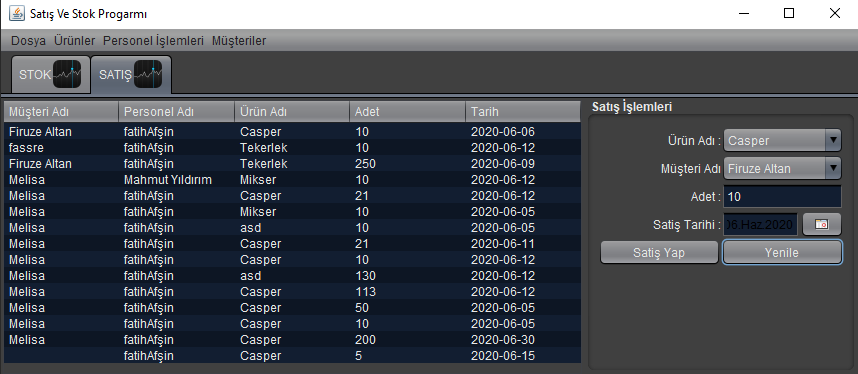 Satış Ve Stok Progarmı
Dosya Ürünler Personel İşlemleri Müşteriler
STOK SATIŞ
Müşteri Adı Personel Adı Ürün Adı Adet Tarih
Firuze Altan fatihAfşin Casper 10 2020-06-06
fassre fatihAfşin Tekerlek 10 2020-06-12
Firuze Altan fatihAfşin Tekerlek 250 2020-06-09
Melisa Mahmut Yıldırım Mikser 10 2020-06-12
Melisa fatihAfşin Casper 21 2020-06-12
Melisa fatihAfşin Mikser 10 2020-06-05
Melisa fatihAfşin asd 10 2020-06-05
Melisa fatihAfşin Casper 21 2020-06-11
Melisa fatihAfşin Casper 10 2020-06-12
Melisa fatihAfşin asd 130 2020-06-12
Melisa fatihAfşin Casper 113 2020-06-12
Melisa fatihAfşin Casper 50 2020-06-05
Melisa fatihAfşin Casper 10 2020-06-05
Melisa fatihAfşin Casper 200 2020-06-30
fatihAfşin Casper 5 2020-06-15
Satış İşlemleri
Ürün Adı : Casper
Müşteri Adı Firuze Altan
Adet : 10
Satiş Tarihi : 06.Haz.2020
Satiş Yap Yenile